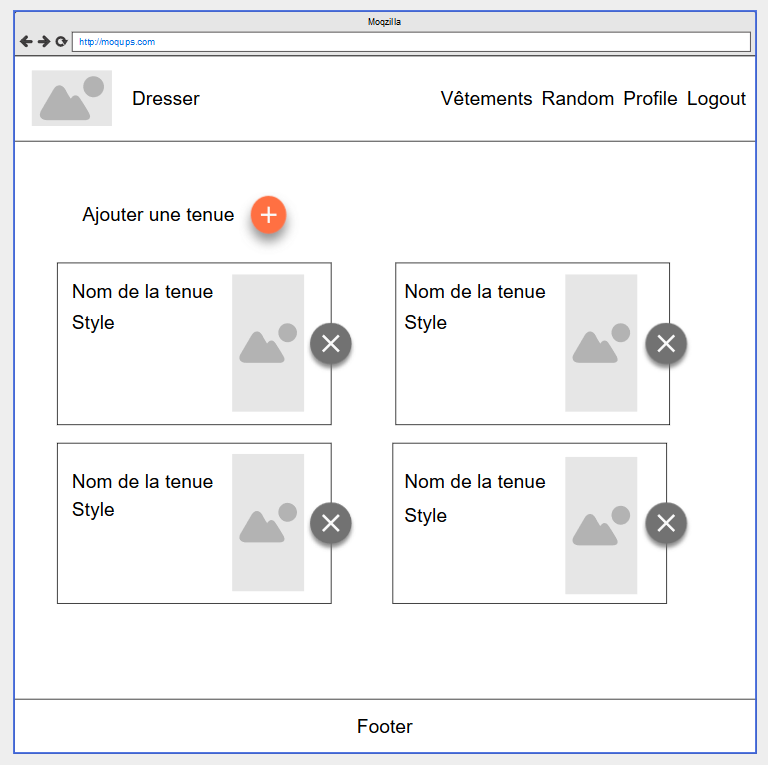 Moqzilla
http://moqups.com
Dresser
Vêtements Random Profile Logout
Ajouter une tenue
Nom de la tenue
Style
Nom de la tenue
Style
Nom de la tenue
Style
Nom de la tenue
Style
Footer